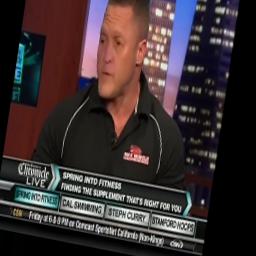 Chronicle
LIVE
SPRING INTO FITNESS
FINDING THE SUPPLEMENT THAT'S RIGHT FOR YOU
SPRING INTO FITNESS
CAL SWIMMING
STEPH CURRY
STANFORD HOOPS
Friday at 6-8-9 PM on Comcast SportsNet California (Non-Kings)